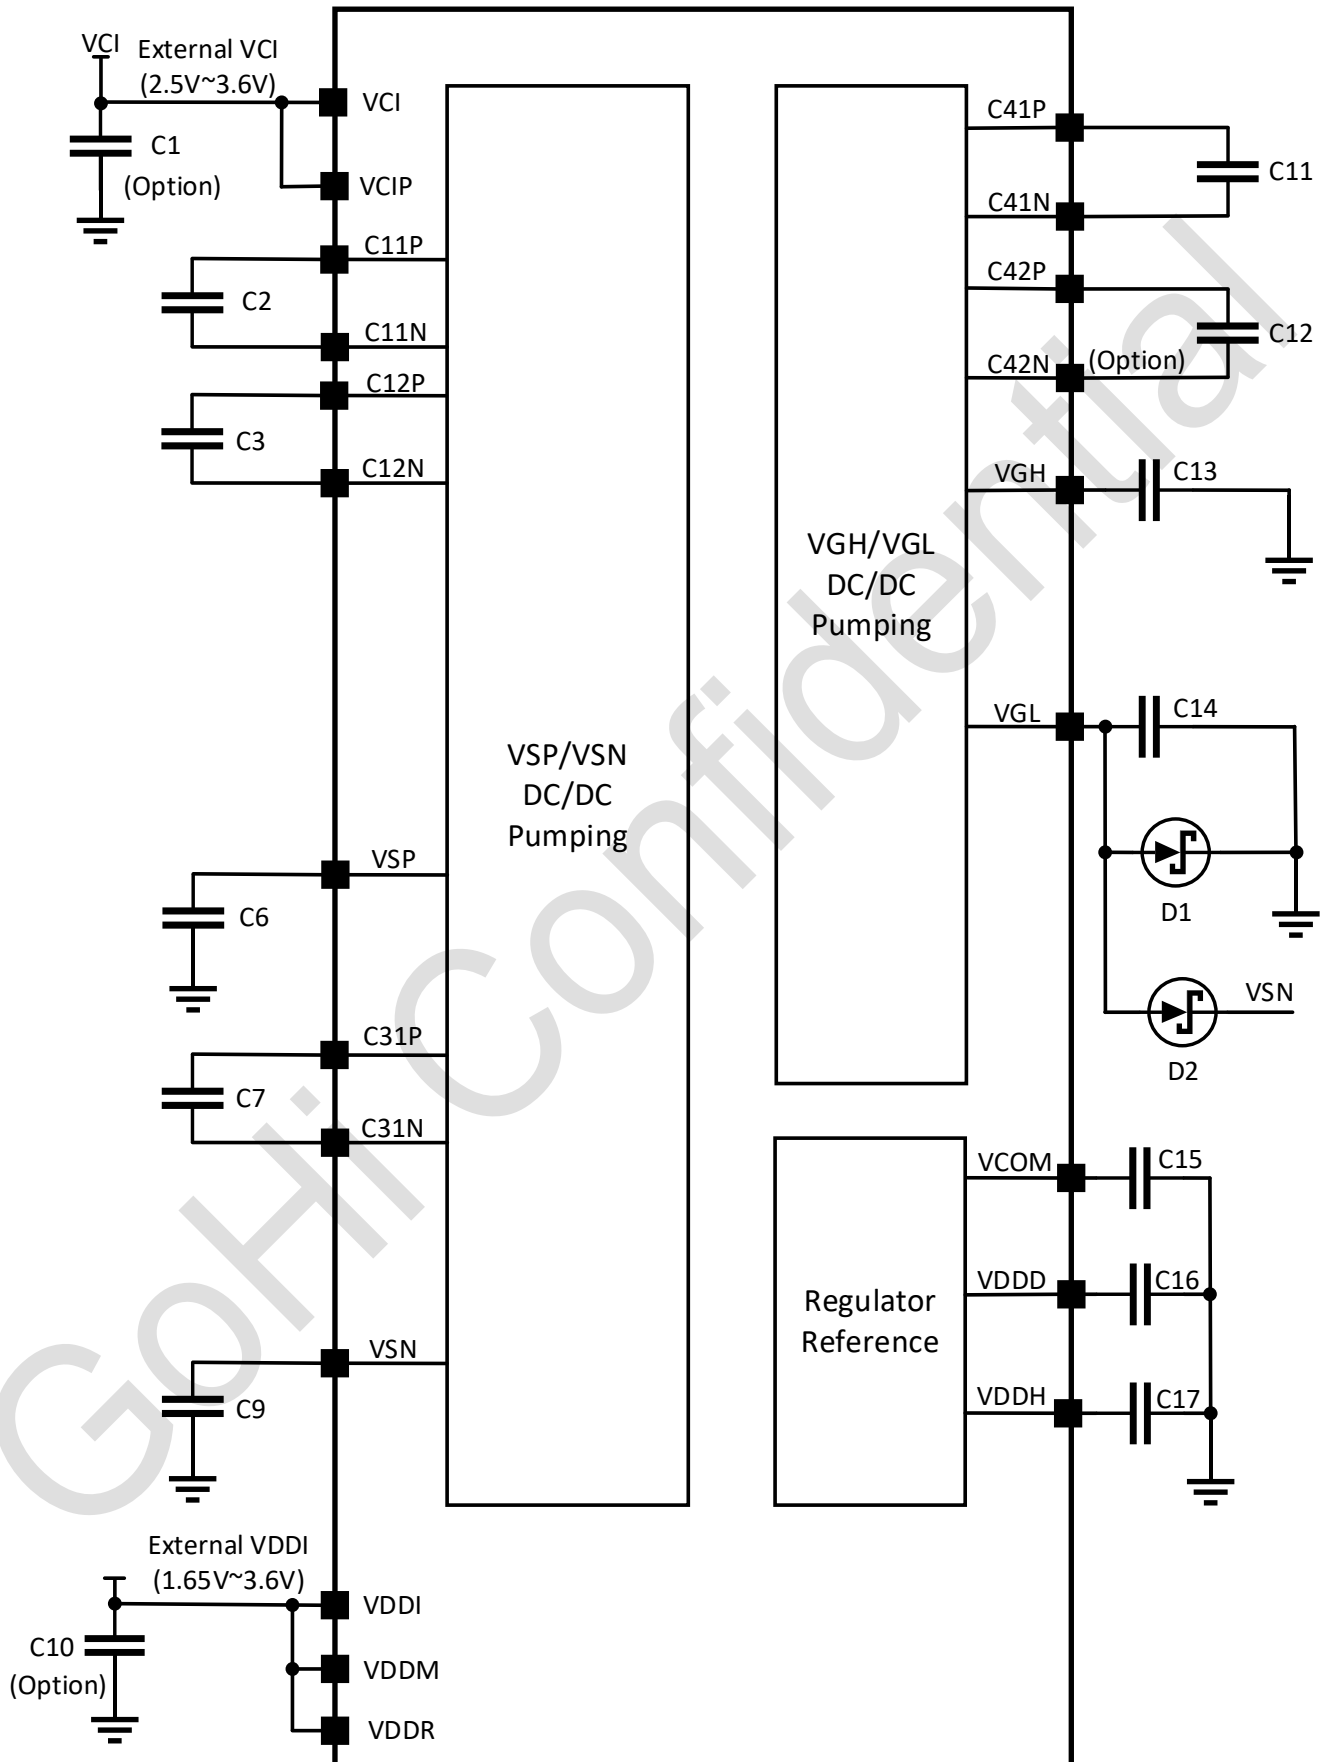 VCI
External VCI
(2.5V~3.6V)
VCI
C1
(Option)
VCIP
C11P
C2
C11N
C12P
C3
C12N
VSP/VSN
DC/DC
Pumping
VSP
C6
C31P
C7
C31N
VSN
C9
External VDDI
(1.65V~3.6V)
VDDI
C10
(Option)
VDDM
VDDR
C41P
C11
C41N
C42P
C12
C42N
(Option)
VGH
C13
VGH/VGL
DC/DC
Pumping
VGL
C14
D1
VSN
D2
VCOM
C15
VDDD
C16
Regulator
Reference
VDDH
C17
GoHi Confidential